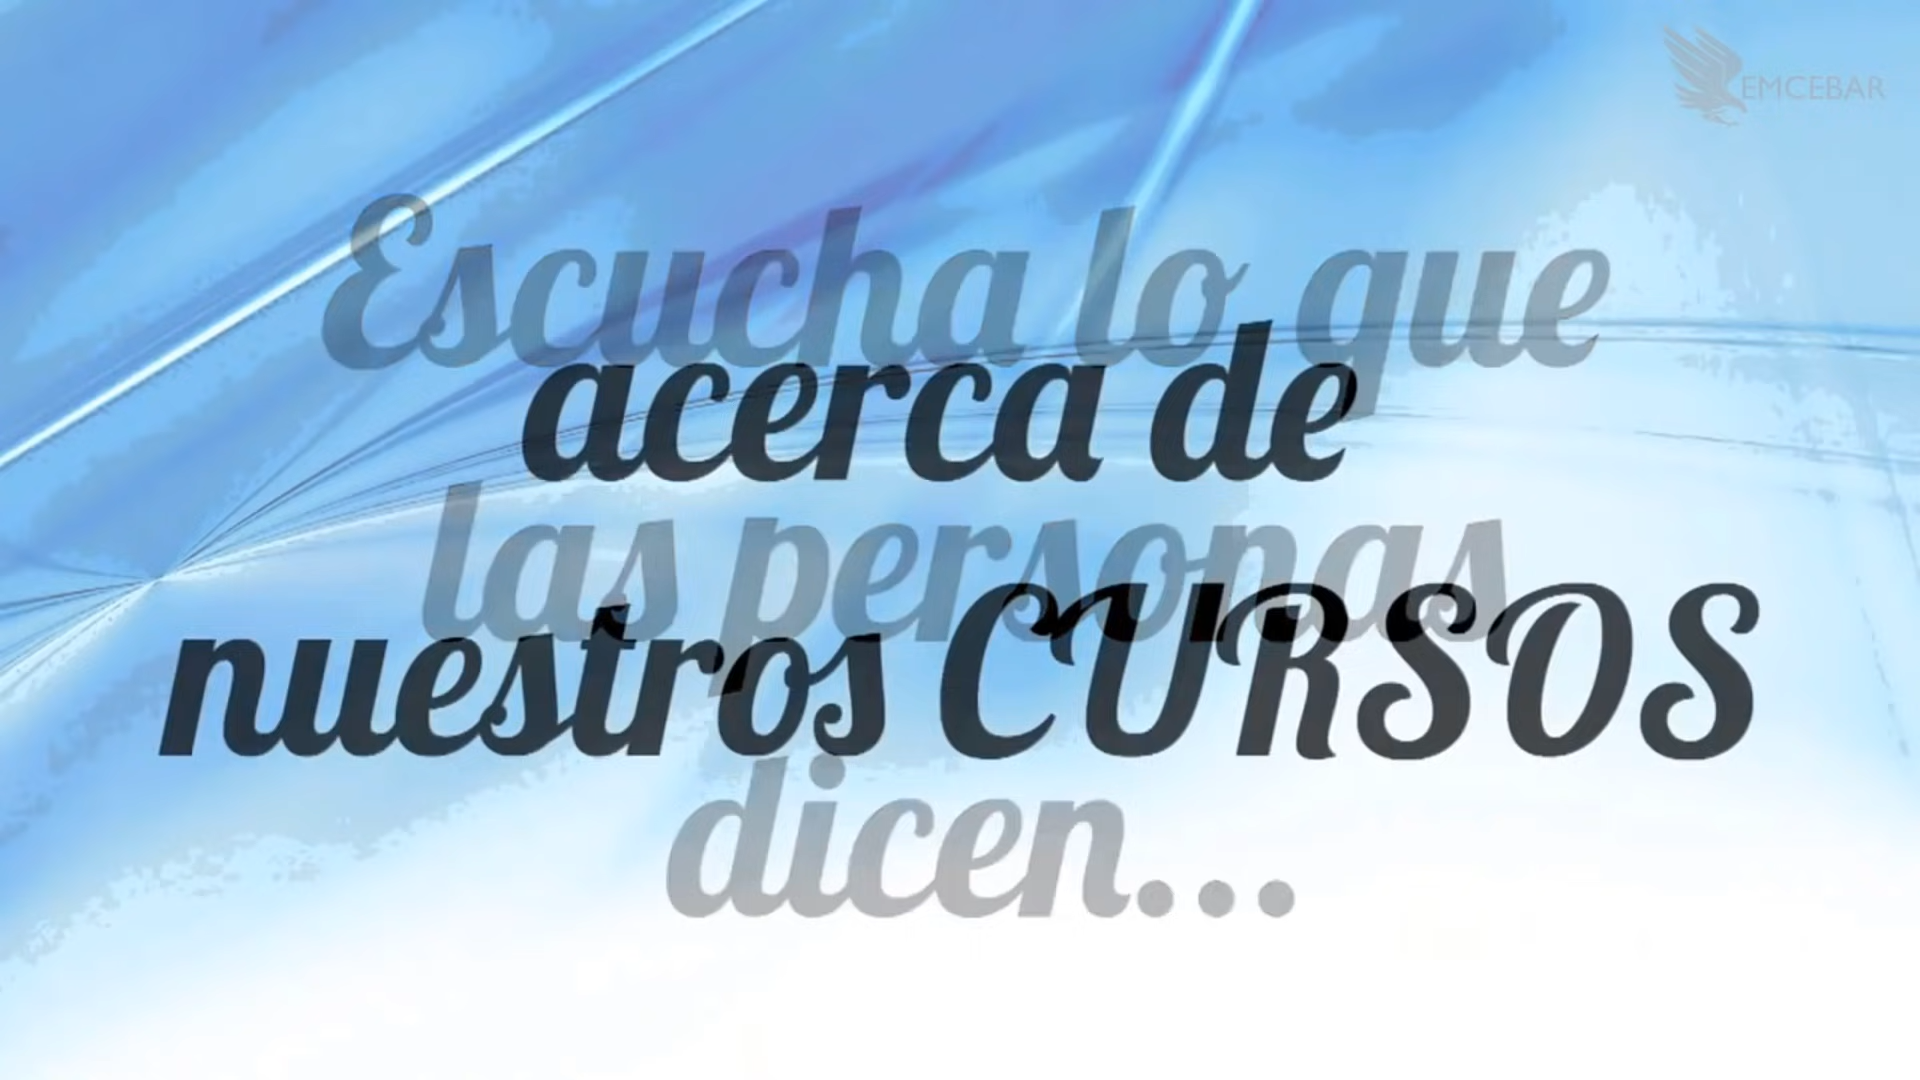 EMCEBAR
Escucha lo que
las personas
dicen...
acerca de
nuestros CURSOS